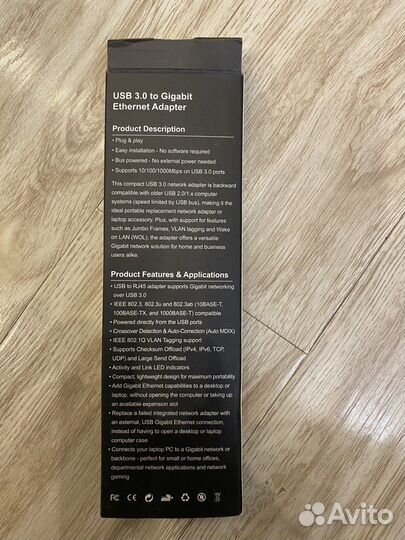 USB 3.0 to Gigabit
Ethernet Adapter
Product Description
• Plug & play
• Easy installation - No software required
• Bus powered - No external power needed
• Supports 10/100/1000Mbps on USB 3.0 ports
This compact USB 3.0 network adapter is backward
compatible with older USB 2.0/1.x computer
systems (speed limited by USB bus), making it the
ideal portable replacement network adapter or
laptop accessory. Plus, with support for features
such as Jumbo Frames, VLAN tagging and Wake
on LAN (WOL), the adapter offers a versatile
Gigabit network solution for home and business
users alike.
Product Features & Applications
• USB to RJ45 adapter supports Gigabit networking
over USB 3.0
• IEEE 802.3, 802.3u and 802.3ab (10BASE-T,
100BASE-TX, and 1000BASE-T) compatible
• Powered directly from the USB ports
• Crossover Detection & Auto-Correction (Auto MDIX)
• IEEE 802.1Q VLAN Tagging support
• Supports Checksum Offload (IPv4, IPv6, TCP,
UDP) and Large Send Offload
• Activity and Link LED indicators
• Compact, lightweight design for maximum portability
• Add Gigabit Ethernet capabilities to a desktop or
laptop, without opening the computer or taking up
an available expansion slot
• Replace a failed integrated network adapter with
an external, USB Gigabit Ethernet connection,
instead of having to open a desktop or laptop
computer case
• Connects your laptop PC to a Gigabit network or
backbone - perfect for small or home offices,
departmental network applications and network
gaming
FC CE
Avito